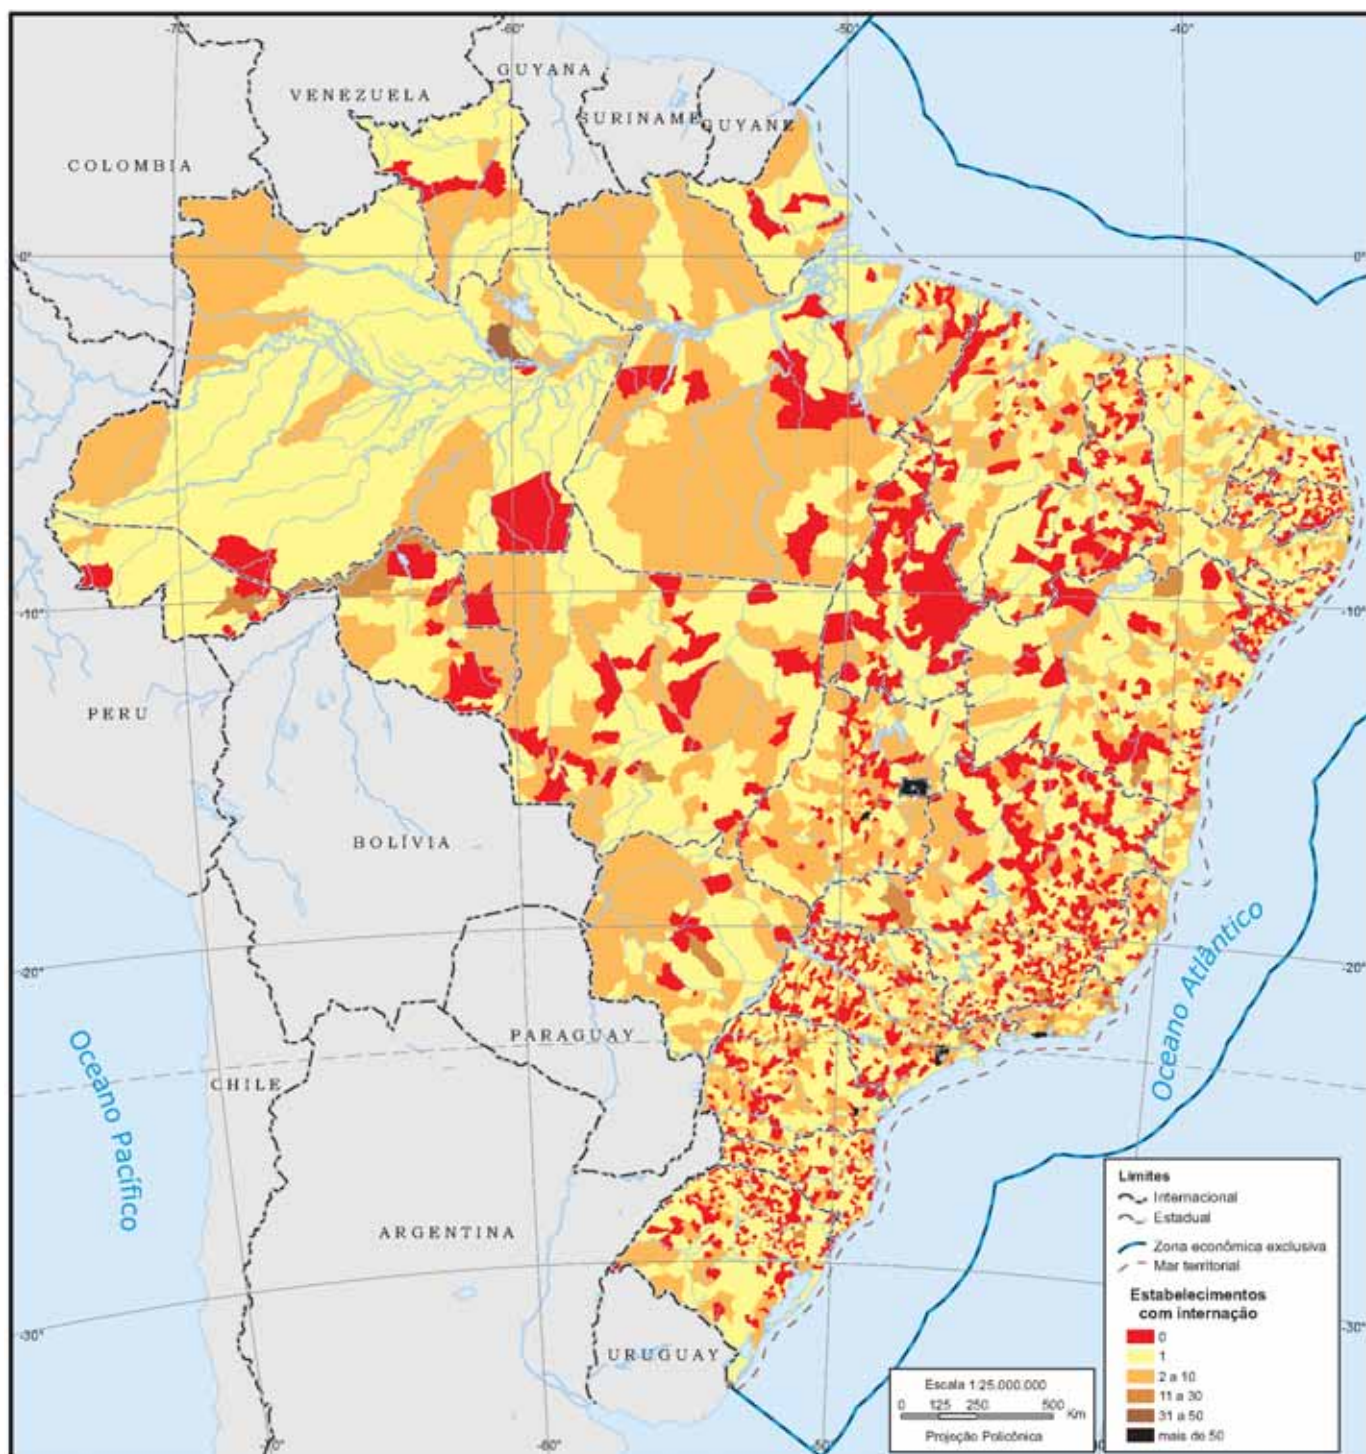 -70°
-60°
-50°
-40°
GUYANA
VENEZUELA
SURINAME
GUYANE
COLOMBIA
0°
0°
-10°
-10°
PERU
BOLÍVIA
-20°
-20°
Oceano Atlântico
Oceano Pacífico
PARAGUAY
CHILE
ARGENTINA
URUGUAY
-30°
-30°
-70°
-60°
-50°
Limites
Internacional
Estadual
Zona econômica exclusiva
Mar territorial
Estabelecimentos
com internação
0
1
2 a 10
11 a 30
31 a 50
mais de 50
Escala 1:25.000.000
0 125 250 500 Km
Projeção Policônica